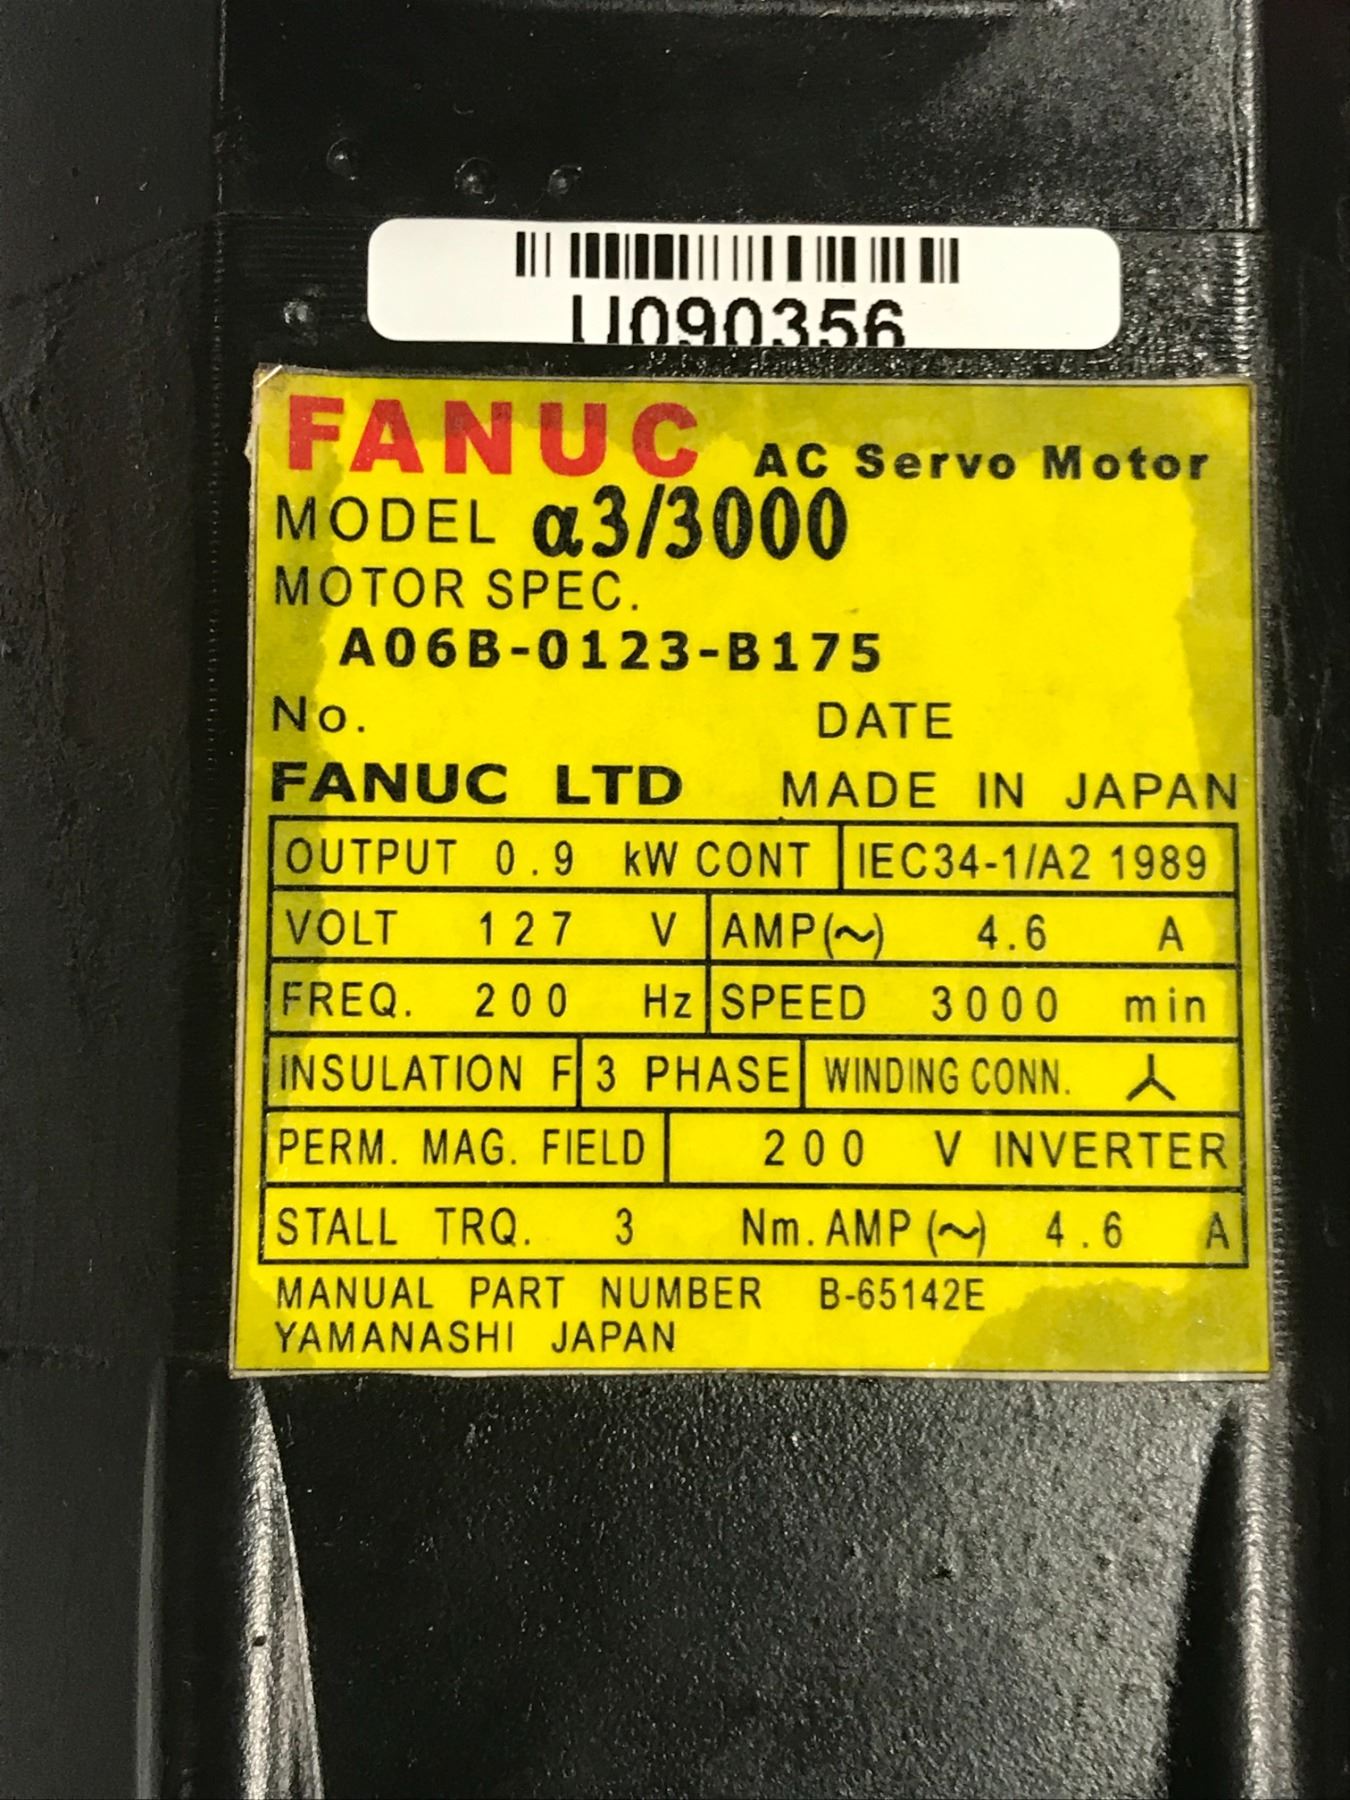 U090356
FANUC AC Servo Motor
MODEL α3/3000
MOTOR SPEC.
A06B-0123-B175
No. DATE
FANUC LTD MADE IN JAPAN
OUTPUT 0.9 kW CONT IEC34-1/A2 1989
VOLT 127 V AMP(~) 4.6 A
FREQ. 200 Hz SPEED 3000 min
INSULATION F 3 PHASE WINDING CONN.
PERM. MAG. FIELD 200 V INVERTER
STALL TRQ. 3 Nm. AMP (~) 4.6 A
MANUAL PART NUMBER B-65142E
YAMANASHI JAPAN